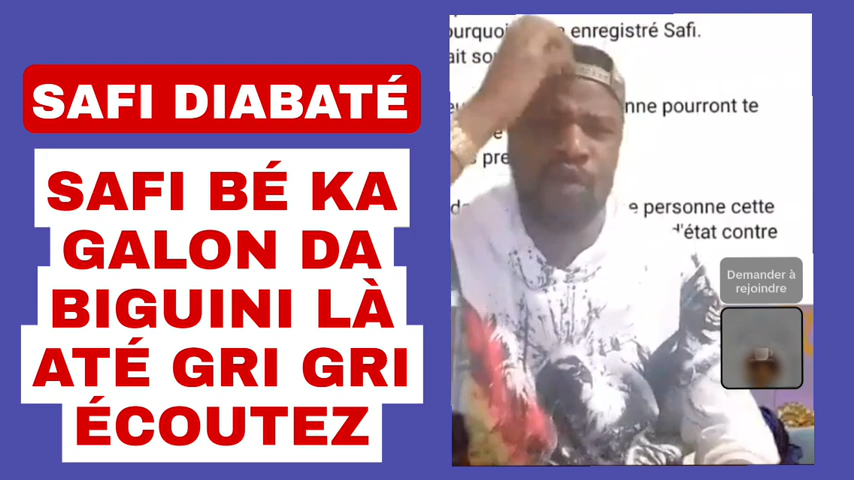 SAFI DIABATÉ
SAFI BÉ KA
GALON DA
BIGUINI LÀ
ATÉ GRI GRI
ÉCOUTEZ
enregistré Safi.
pourront te
personne cette
d'état contre
Demander à
rejoindre